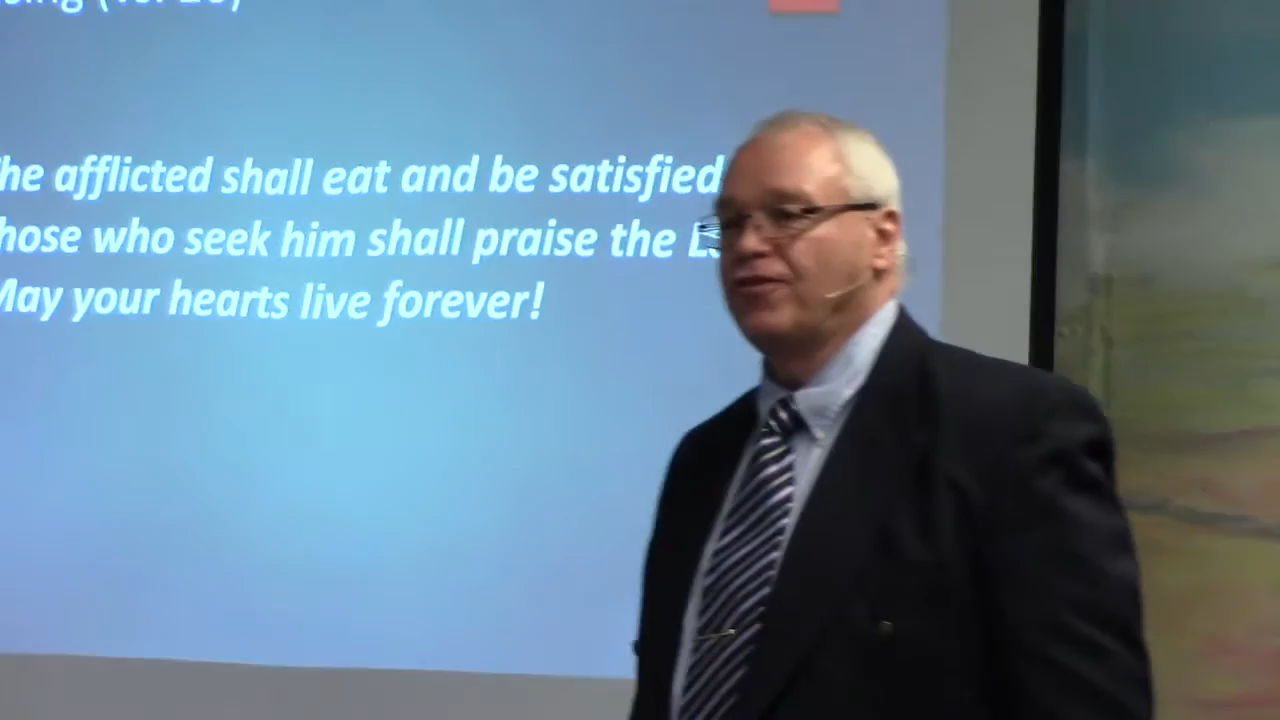 he afflicted shall eat and be satisfied
hose who seek him shall praise the
May your hearts live forever!